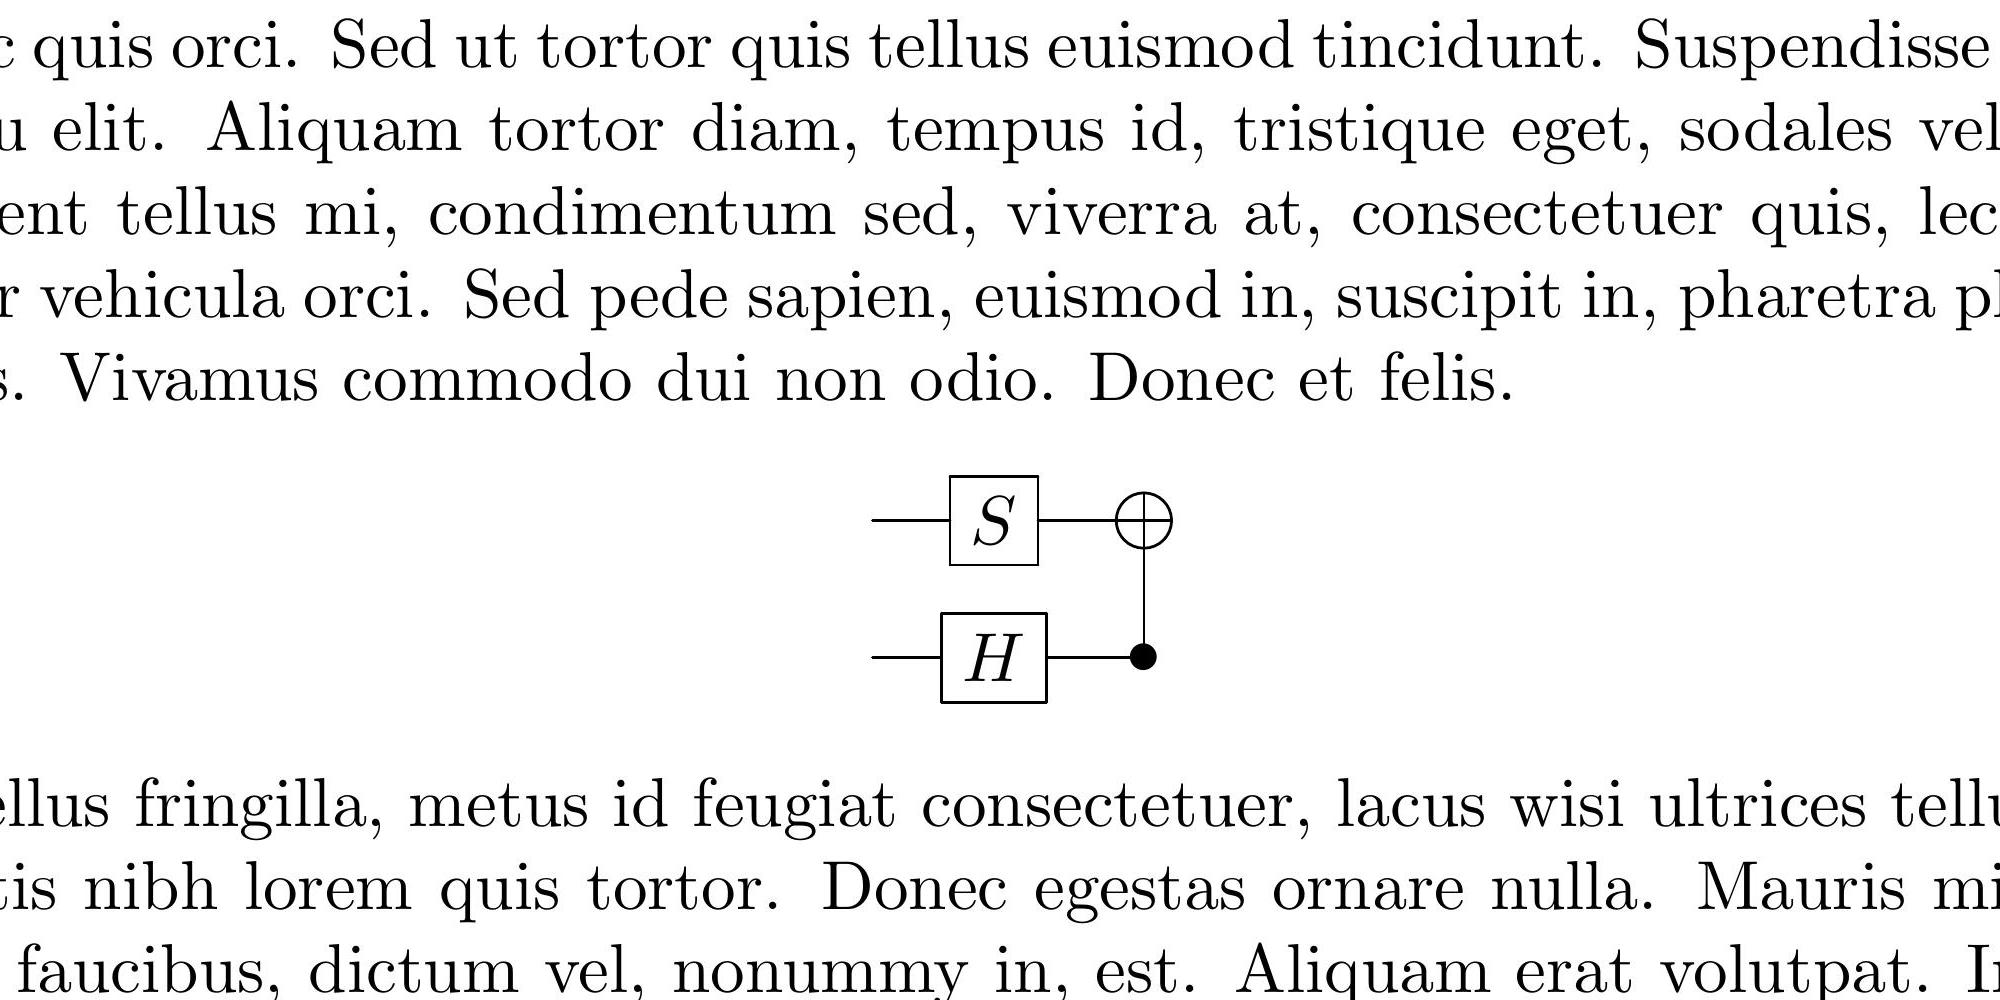 c quis orci. Sed ut tortor quis tellus euismod tincidunt. Suspendisse
u elit. Aliquam tortor diam, tempus id, tristique eget, sodales vel
ent tellus mi, condimentum sed, viverra at, consectetuer quis, lec
r vehicula orci. Sed pede sapien, euismod in, suscipit in, pharetra pl
s. Vivamus commodo dui non odio. Donec et felis.
S
H
ellus fringilla, metus id feugiat consectetuer, lacus wisi ultrices tellu
tis nibh lorem quis tortor. Donec egestas ornare nulla. Mauris mi
faucibus, dictum vel, nonummy in, est. Aliquam erat volutpat. In